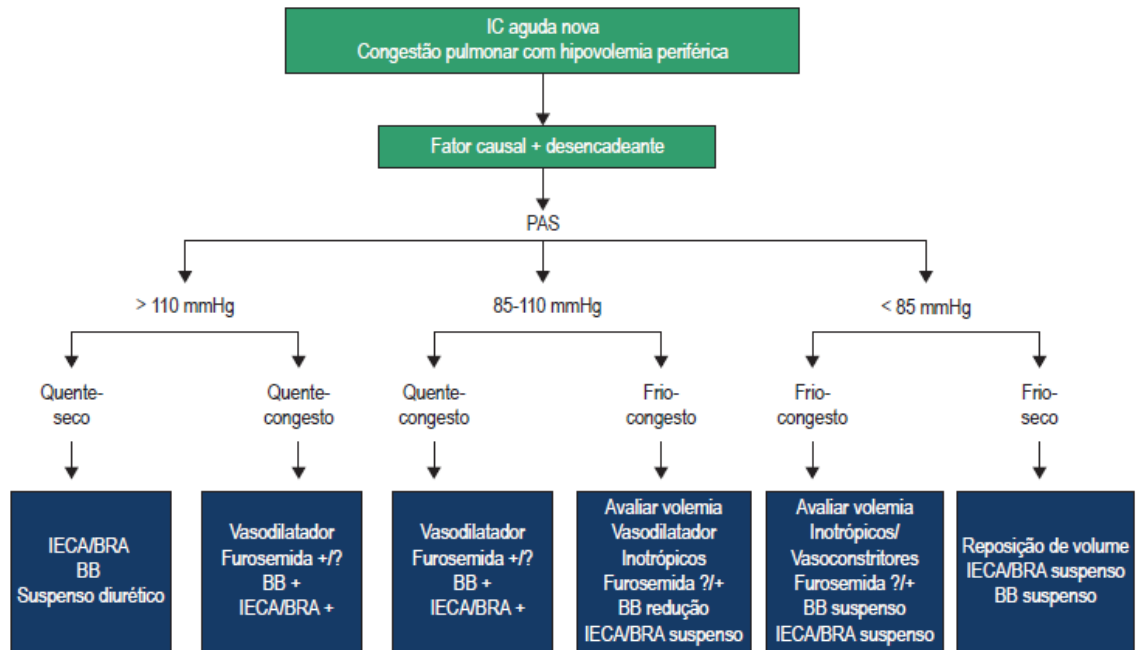 IC aguda nova
Congestão pulmonar com hipovolemia periférica
Fator causal + desencadeante
PAS
> 110 mmHg
85-110 mmHg
< 85 mmHg
Quente-
seco
Quente-
congesto
Quente-
congesto
Frio-
congesto
Frio-
congesto
Frio-
seco
IECA/BRA
BB
Suspenso diurético
Vasodilatador
Furosemida +/?
BB +
IECA/BRA +
Vasodilatador
Furosemida +/?
BB +
IECA/BRA +
Avaliar volemia
Vasodilatador
Inotrópicos
Furosemida ?/+
BB redução
IECA/BRA suspenso
Avaliar volemia
Inotrópicos/
Vasoconstritores
Furosemida ?/+
BB suspenso
IECA/BRA suspenso
Reposição de volume
IECA/BRA suspenso
BB suspenso